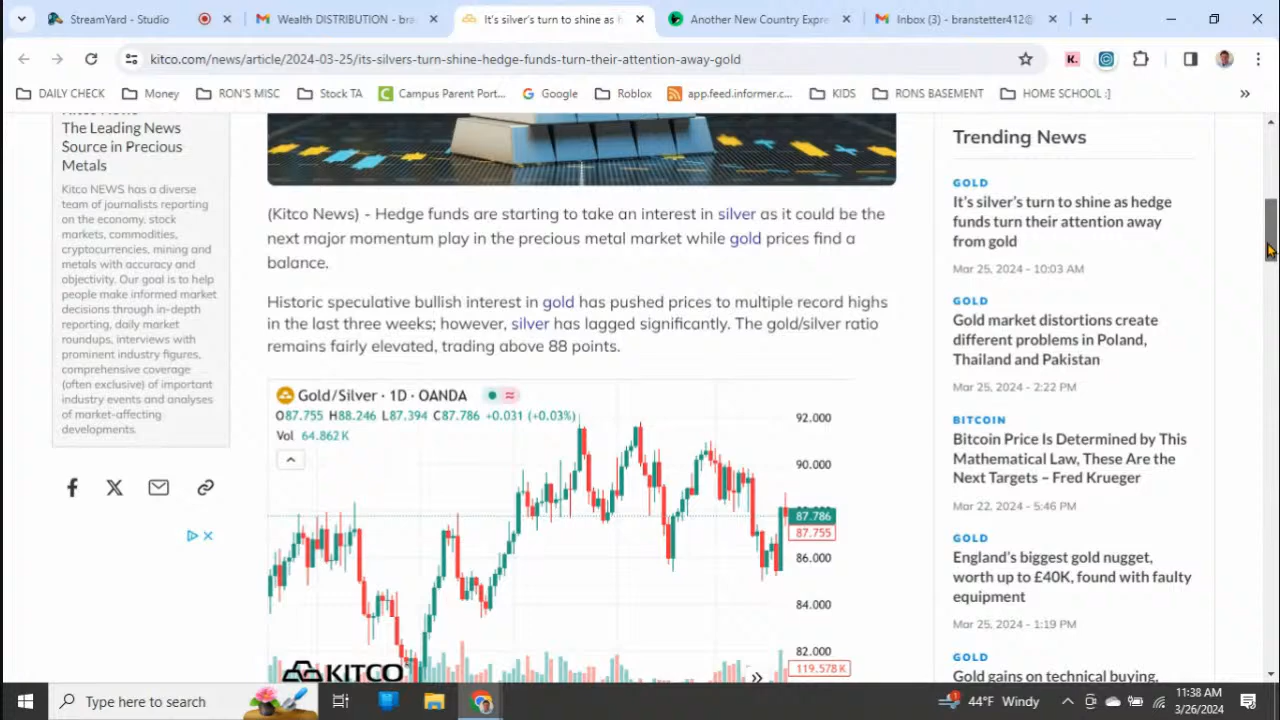 StreamYard - Studio
Wealth DISTRIBUTION - bra
It's silver's turn to shine as h
Another New Country Expre
Inbox (3) - branstetter412@
kitco.com/news/article/2024-03-25/its-silvers-turn-shine-hedge-funds-turn-their-attention-away-gold
K.
DAILY CHECK
Money
RON'S MISC
Stock TA
Campus Parent Port...
Google
Roblox
app.feed.informer.c...
KIDS
RONS BASEMENT
HOME SCHOOL :]
The Leading News
Source in Precious
Metals
Kitco NEWS has a diverse
team of journalists reporting
on the economy, stock
markets, commodities,
cryptocurrencies, mining and
metals with accuracy and
objectivity. Our goal is to help
people make informed market
decisions through in-depth
reporting, daily market
roundups, interviews with
prominent industry figures,
comprehensive coverage
(often exclusive) of important
industry events and analyses
of market-affecting
developments.
(Kitco News) - Hedge funds are starting to take an interest in silver as it could be the
next major momentum play in the precious metal market while gold prices find a
balance.
Historic speculative bullish interest in gold has pushed prices to multiple record highs
in the last three weeks; however, silver has lagged significantly. The gold/silver ratio
remains fairly elevated, trading above 88 points.
Gold/Silver · 1D · OANDA
O87.755 H88.246 L87.394 C87.786 +0.031 (+0.03%)
Vol 64.862K
92.000
90.000
87.786
87.755
86.000
84.000
82.000
119.578K
KITCO
Trending News
GOLD
It's silver's turn to shine as hedge
funds turn their attention away
from gold
Mar 25, 2024 - 10:03 AM
GOLD
Gold market distortions create
different problems in Poland,
Thailand and Pakistan
Mar 25, 2024 - 2:22 PM
BITCOIN
Bitcoin Price Is Determined by This
Mathematical Law, These Are the
Next Targets – Fred Krueger
Mar 22, 2024 - 5:46 PM
GOLD
England's biggest gold nugget,
worth up to £40K, found with faulty
equipment
Mar 25, 2024 - 1:19 PM
GOLD
Gold gains on technical buying,
Type here to search
1
44°F Windy
11:38 AM
3/26/2024